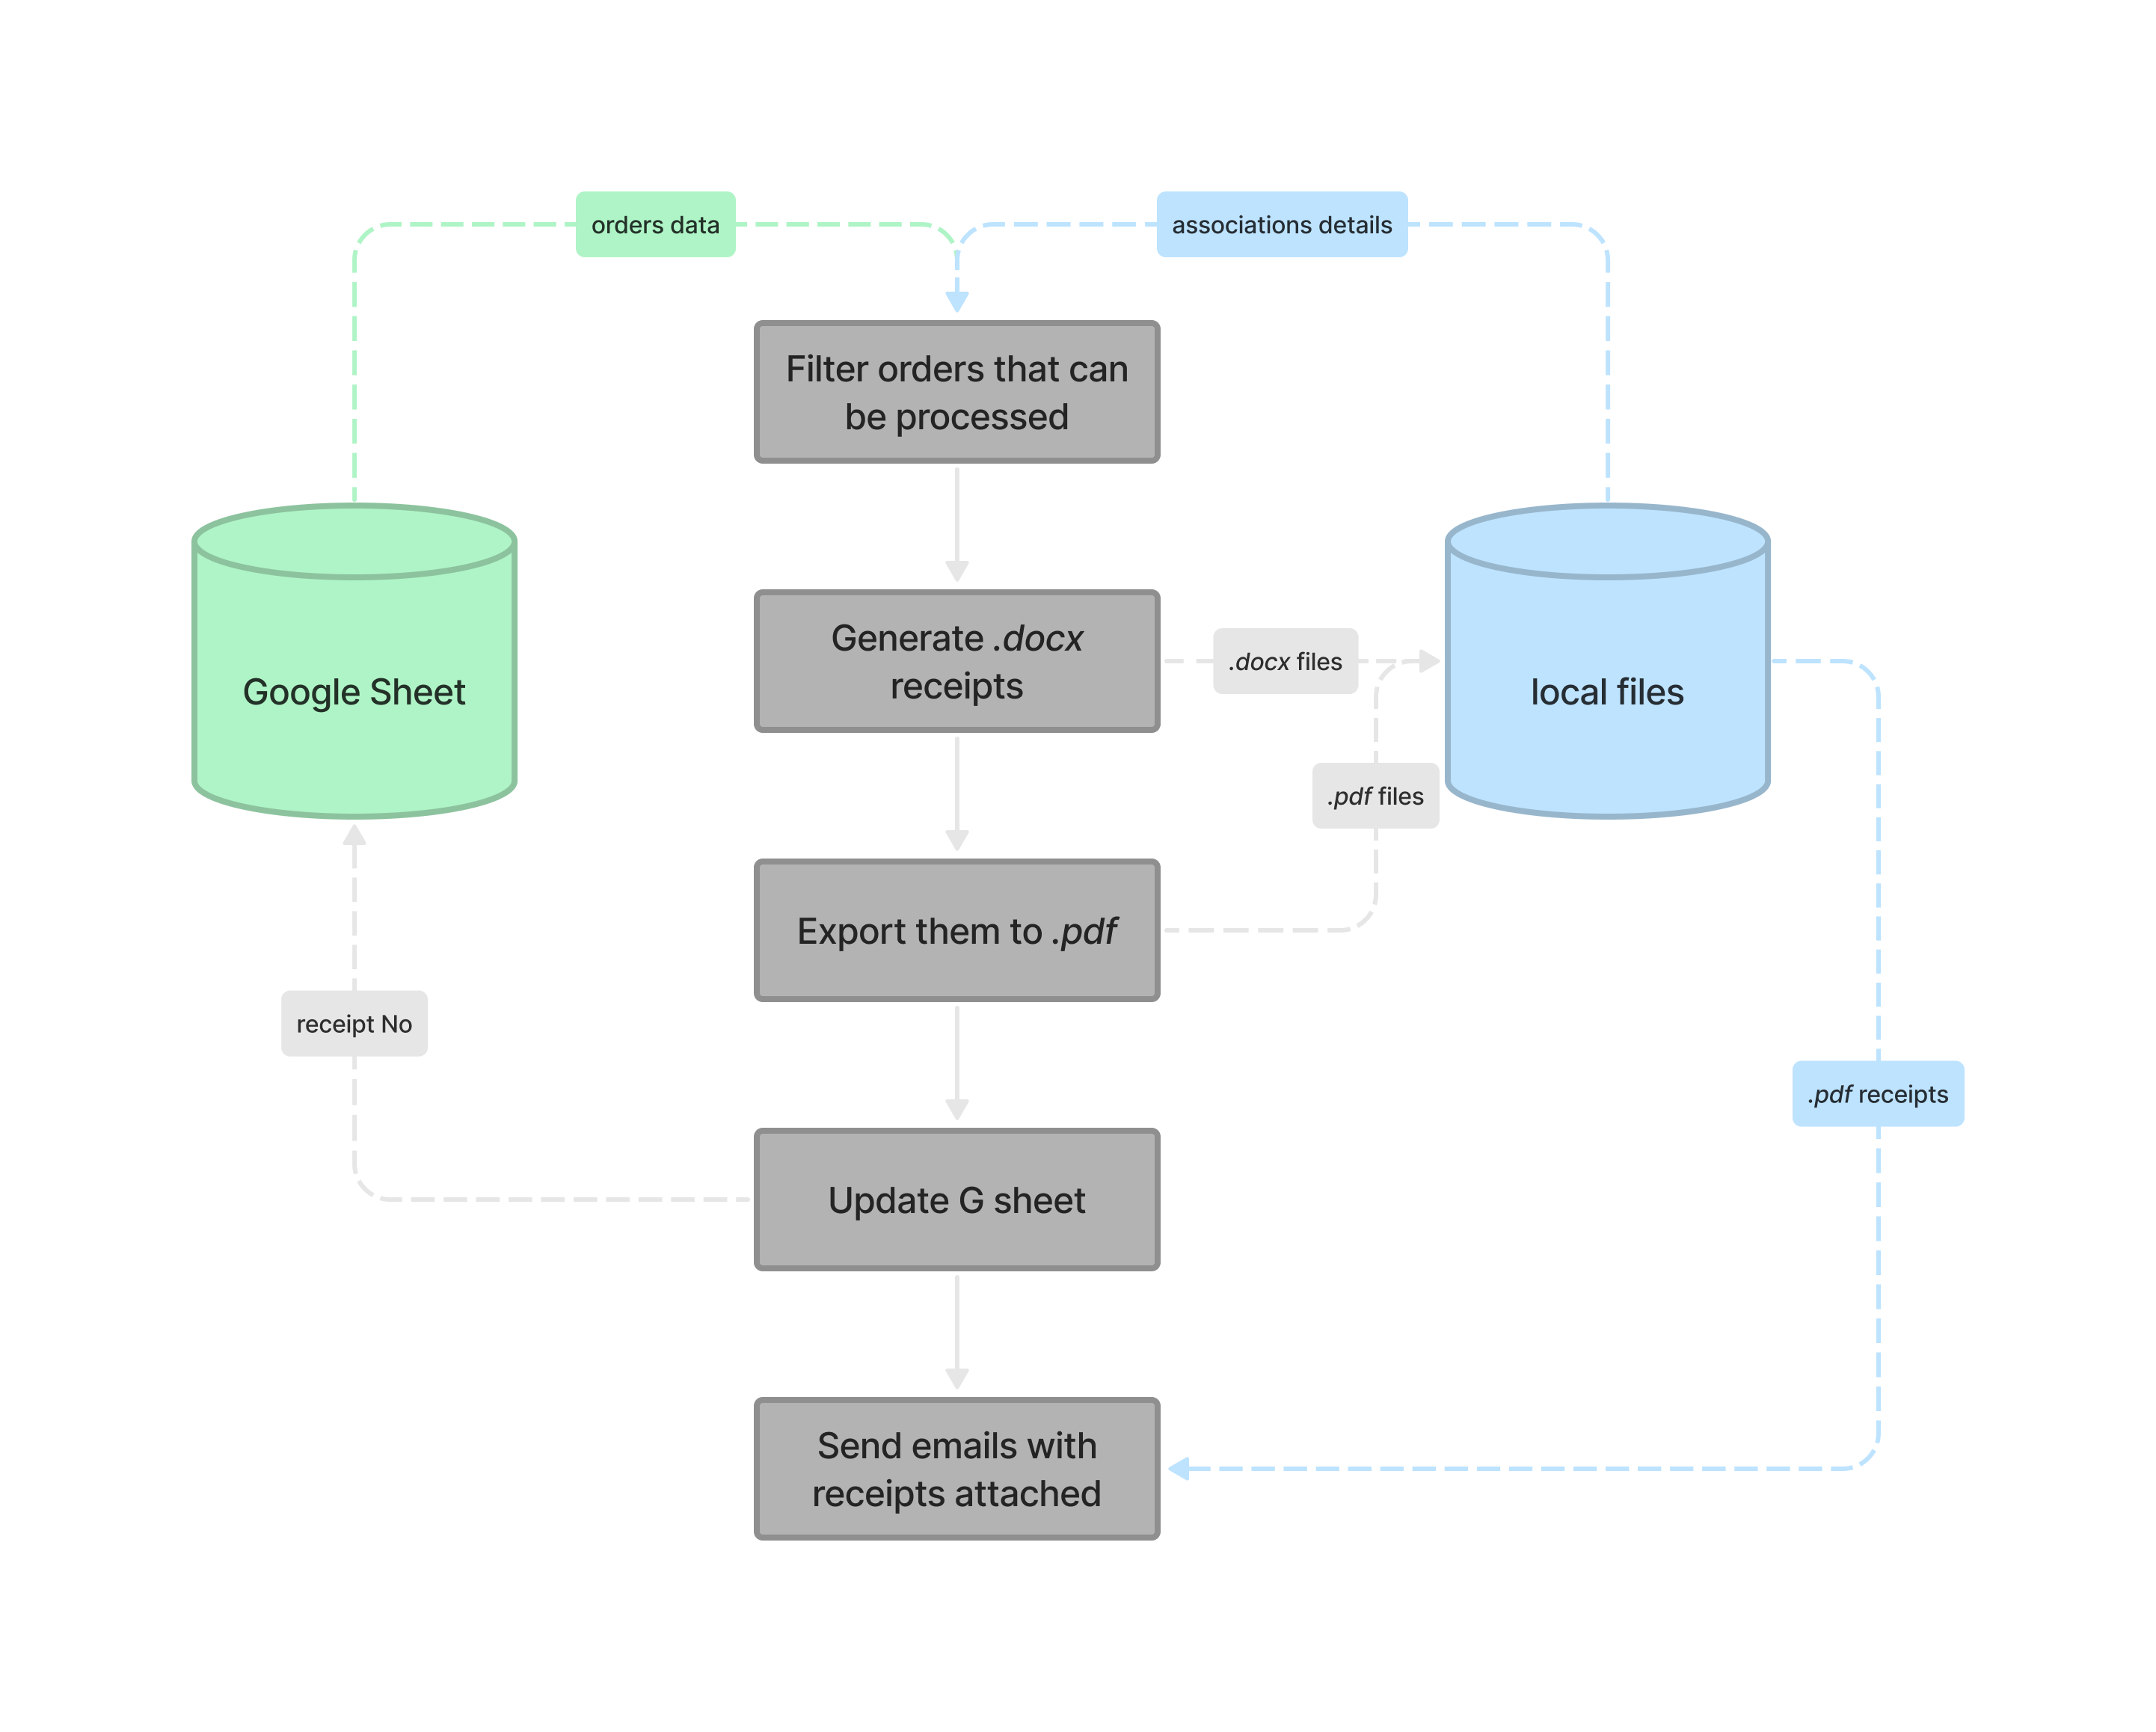 orders data
associations details
Filter orders that can
be processed
Generate .docx
receipts
.docx files
Google Sheet
local files
.pdf files
Export them to .pdf
receipt No
.pdf receipts
Update G sheet
Send emails with
receipts attached